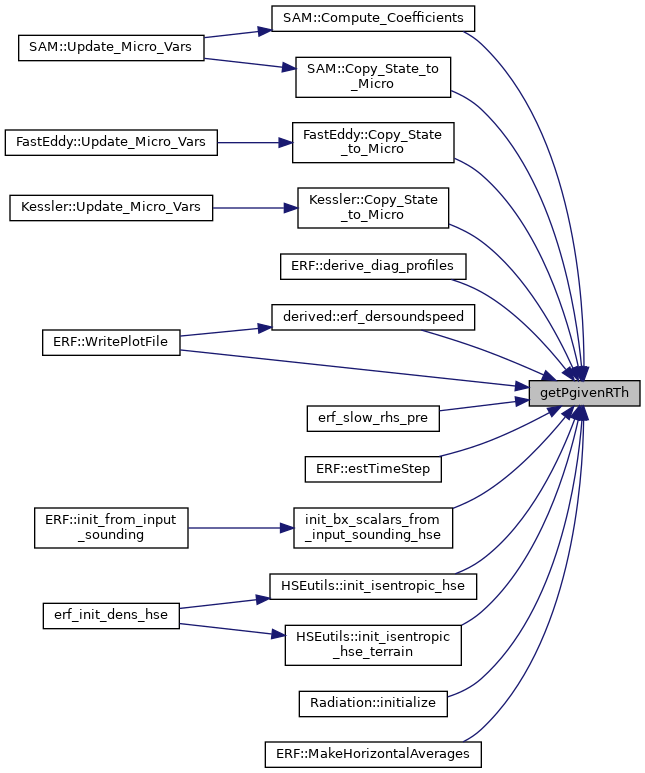 SAM::Compute_Coefficients
SAM::Update_Micro_Vars
SAM::Copy_State_to
_Micro
FastEddy::Update_Micro_Vars
FastEddy::Copy_State
_to_Micro
Kessler::Update_Micro_Vars
Kessler::Copy_State
_to_Micro
ERF::derive_diag_profiles
derived::erf_dersoundspeed
ERF::WritePlotFile
getPgivenRTh
erf_slow_rhs_pre
ERF::estTimeStep
ERF::init_from_input
_sounding
init_bx_scalars_from
_input_sounding_hse
HSEutils::init_isentropic_hse
erf_init_dens_hse
HSEutils::init_isentropic
_hse_terrain
Radiation::initialize
ERF::MakeHorizontalAverages